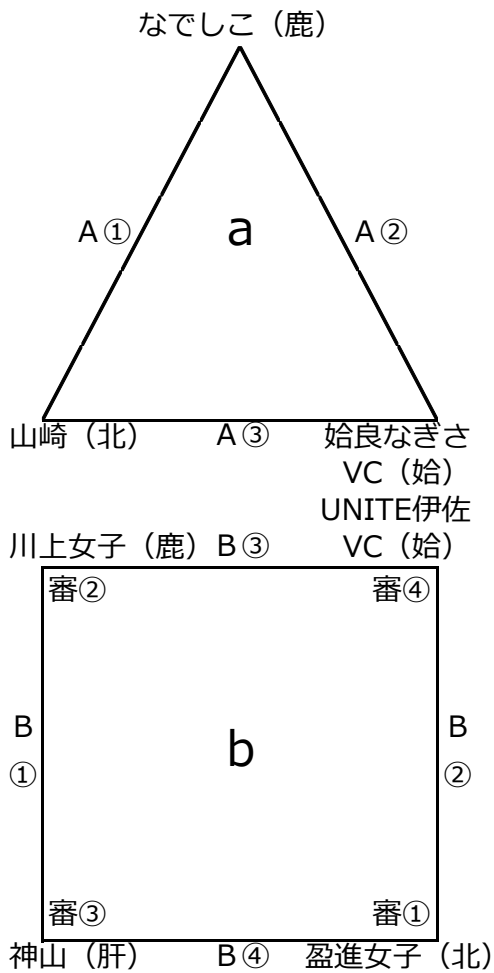 なでしこ（鹿）
A① a A②
山崎（北） A③ 姶良なぎさ
VC（姶）
UNITE伊佐
川上女子（鹿） B③ VC（姶）
審② 審④
B B
① b ②
審③ 審①
神山（肝） B④ 盈進女子（北）